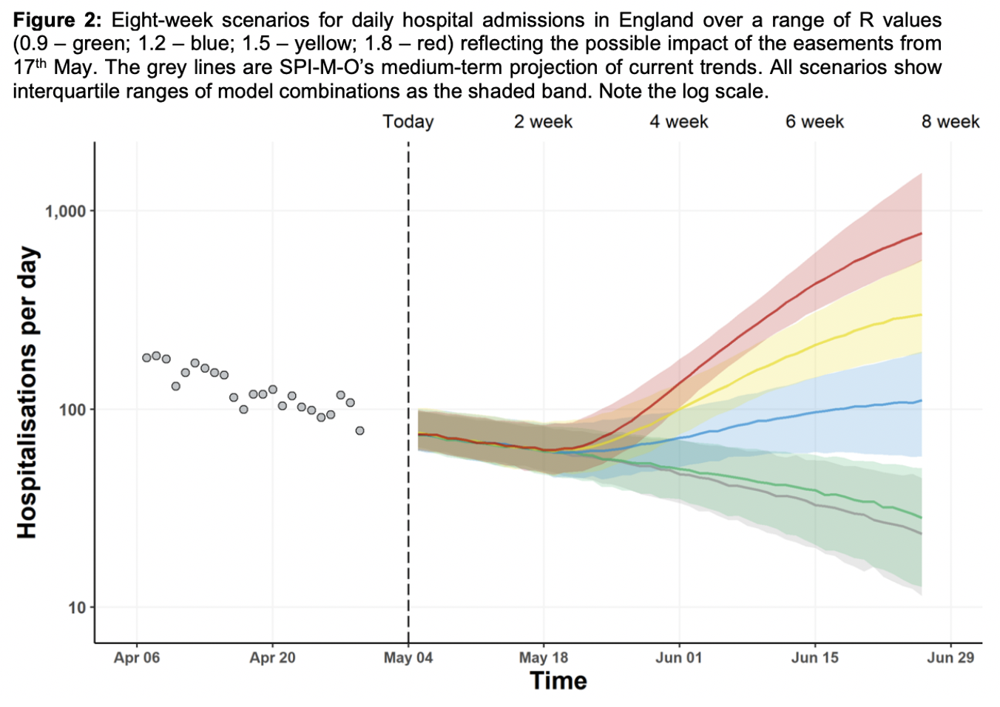 Figure 2: Eight-week scenarios for daily hospital admissions in England over a range of R values
(0.9 – green; 1.2 – blue; 1.5 – yellow; 1.8 – red) reflecting the possible impact of the easements from
17th May. The grey lines are SPI-M-O’s medium-term projection of current trends. All scenarios show
interquartile ranges of model combinations as the shaded band. Note the log scale.
Today 2 week 4 week 6 week 8 week
1,000
100
10
Hospitalisations per day
Apr 06 Apr 20 May 04 May 18 Jun 01 Jun 15 Jun 29
Time